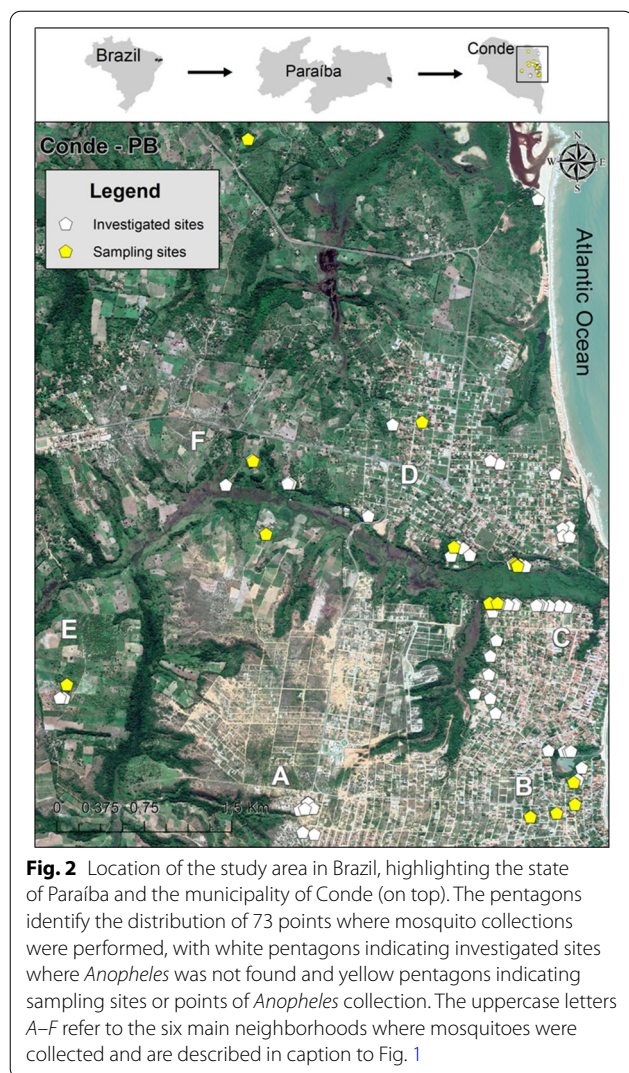 Brazil
Paraíba
Conde
Conde - PB
Legend
Investigated sites
Sampling sites
N
W E
S
Atlantic Ocean
F
D
E
C
A
B
0 0.375 0.75 1.5 Km
Fig. 2 Location of the study area in Brazil, highlighting the state
of Paraíba and the municipality of Conde (on top). The pentagons
identify the distribution of 73 points where mosquito collections
were performed, with white pentagons indicating investigated sites
where Anopheles was not found and yellow pentagons indicating
sampling sites or points of Anopheles collection. The uppercase letters
A–F refer to the six main neighborhoods where mosquitoes were
collected and are described in caption to Fig. 1